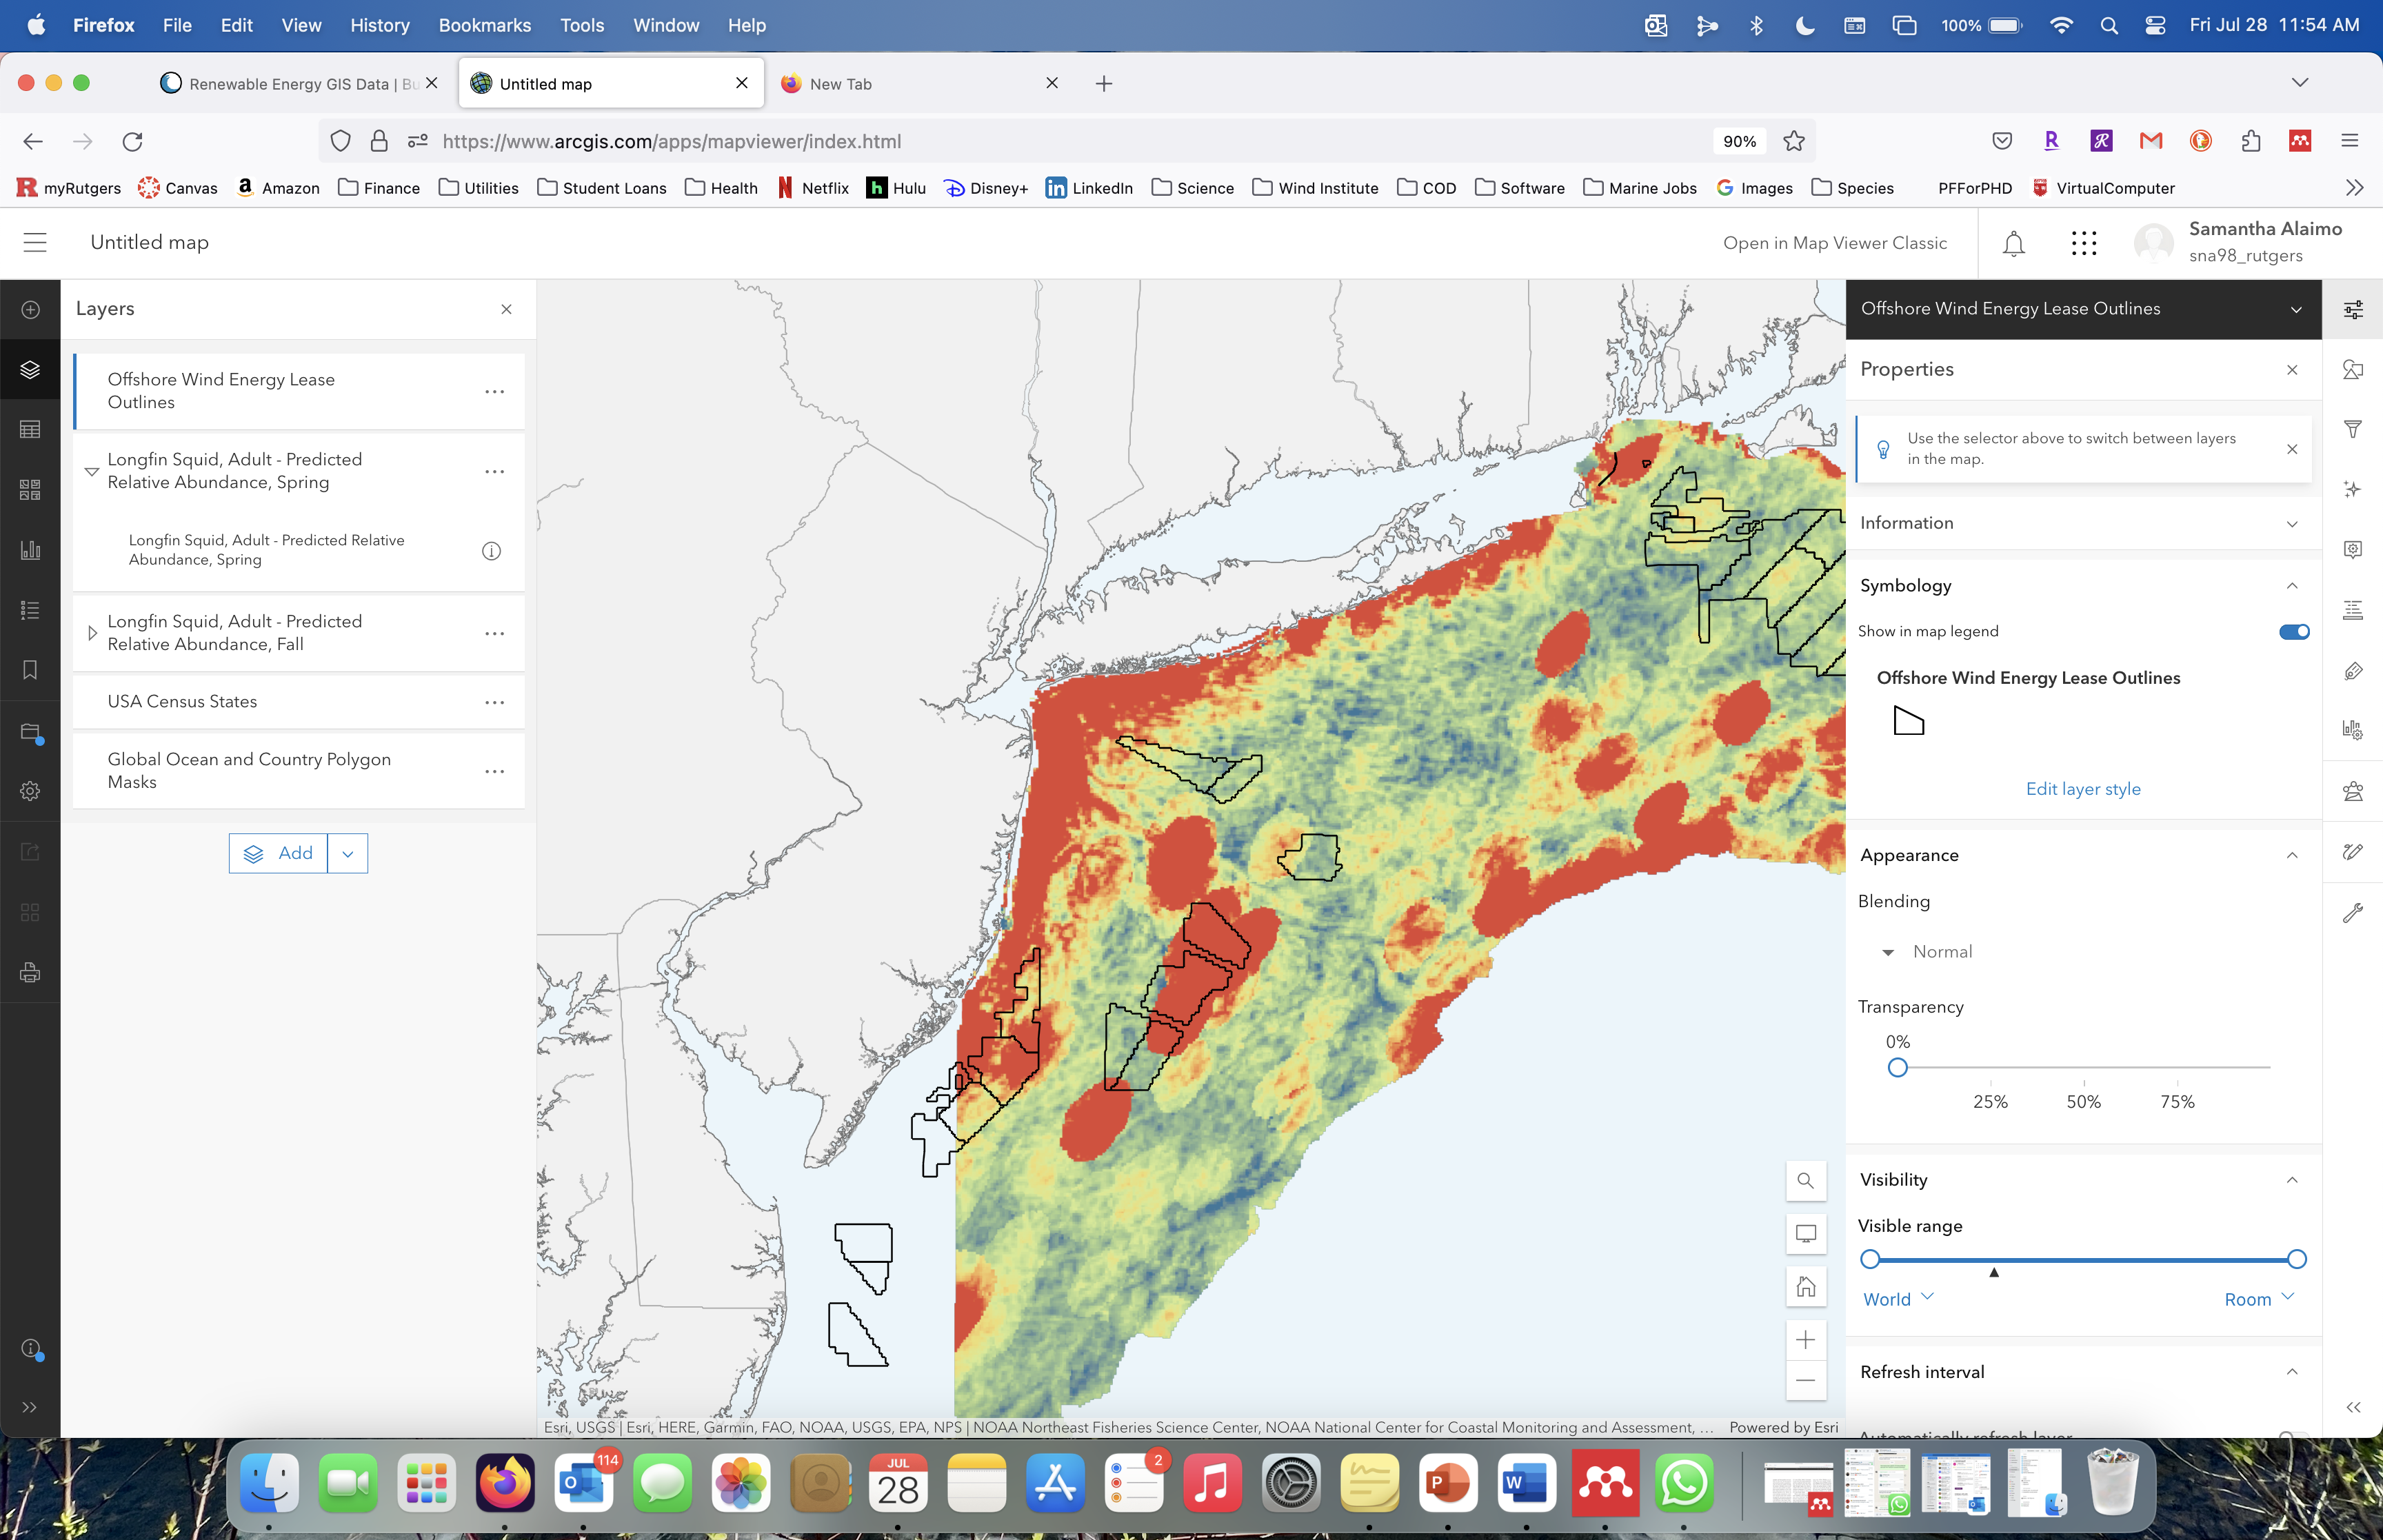 Firefox File Edit View History Bookmarks Tools Window Help
100% Fri Jul 28 11:54 AM
Renewable Energy GIS Data | Bu
Untitled map
New Tab
https://www.arcgis.com/apps/mapviewer/index.html
90%
myRutgers Canvas Amazon Finance Utilities Student Loans Health Netflix Hulu Disney+ LinkedIn Science Wind Institute COD Software Marine Jobs Images Species PFForPHD VirtualComputer
Untitled map
Open in Map Viewer Classic
Samantha Alaimo
sna98_rutgers
Layers
Offshore Wind Energy Lease
Outlines
Longfin Squid, Adult - Predicted
Relative Abundance, Spring
Longfin Squid, Adult - Predicted Relative
Abundance, Spring
Longfin Squid, Adult - Predicted
Relative Abundance, Fall
USA Census States
Global Ocean and Country Polygon
Masks
Add
Esri, USGS | Esri, HERE, Garmin, FAO, NOAA, USGS, EPA, NPS | NOAA Northeast Fisheries Science Center, NOAA National Center for Coastal Monitoring and Assessment, ...
Powered by Esri
Offshore Wind Energy Lease Outlines
Properties
Use the selector above to switch between layers
in the map.
Information
Symbology
Show in map legend
Offshore Wind Energy Lease Outlines
Edit layer style
Appearance
Blending
Normal
Transparency
0%
25% 50% 75%
Visibility
Visible range
World Room
Refresh interval
Automatically refresh layer
114
JUL
28
2